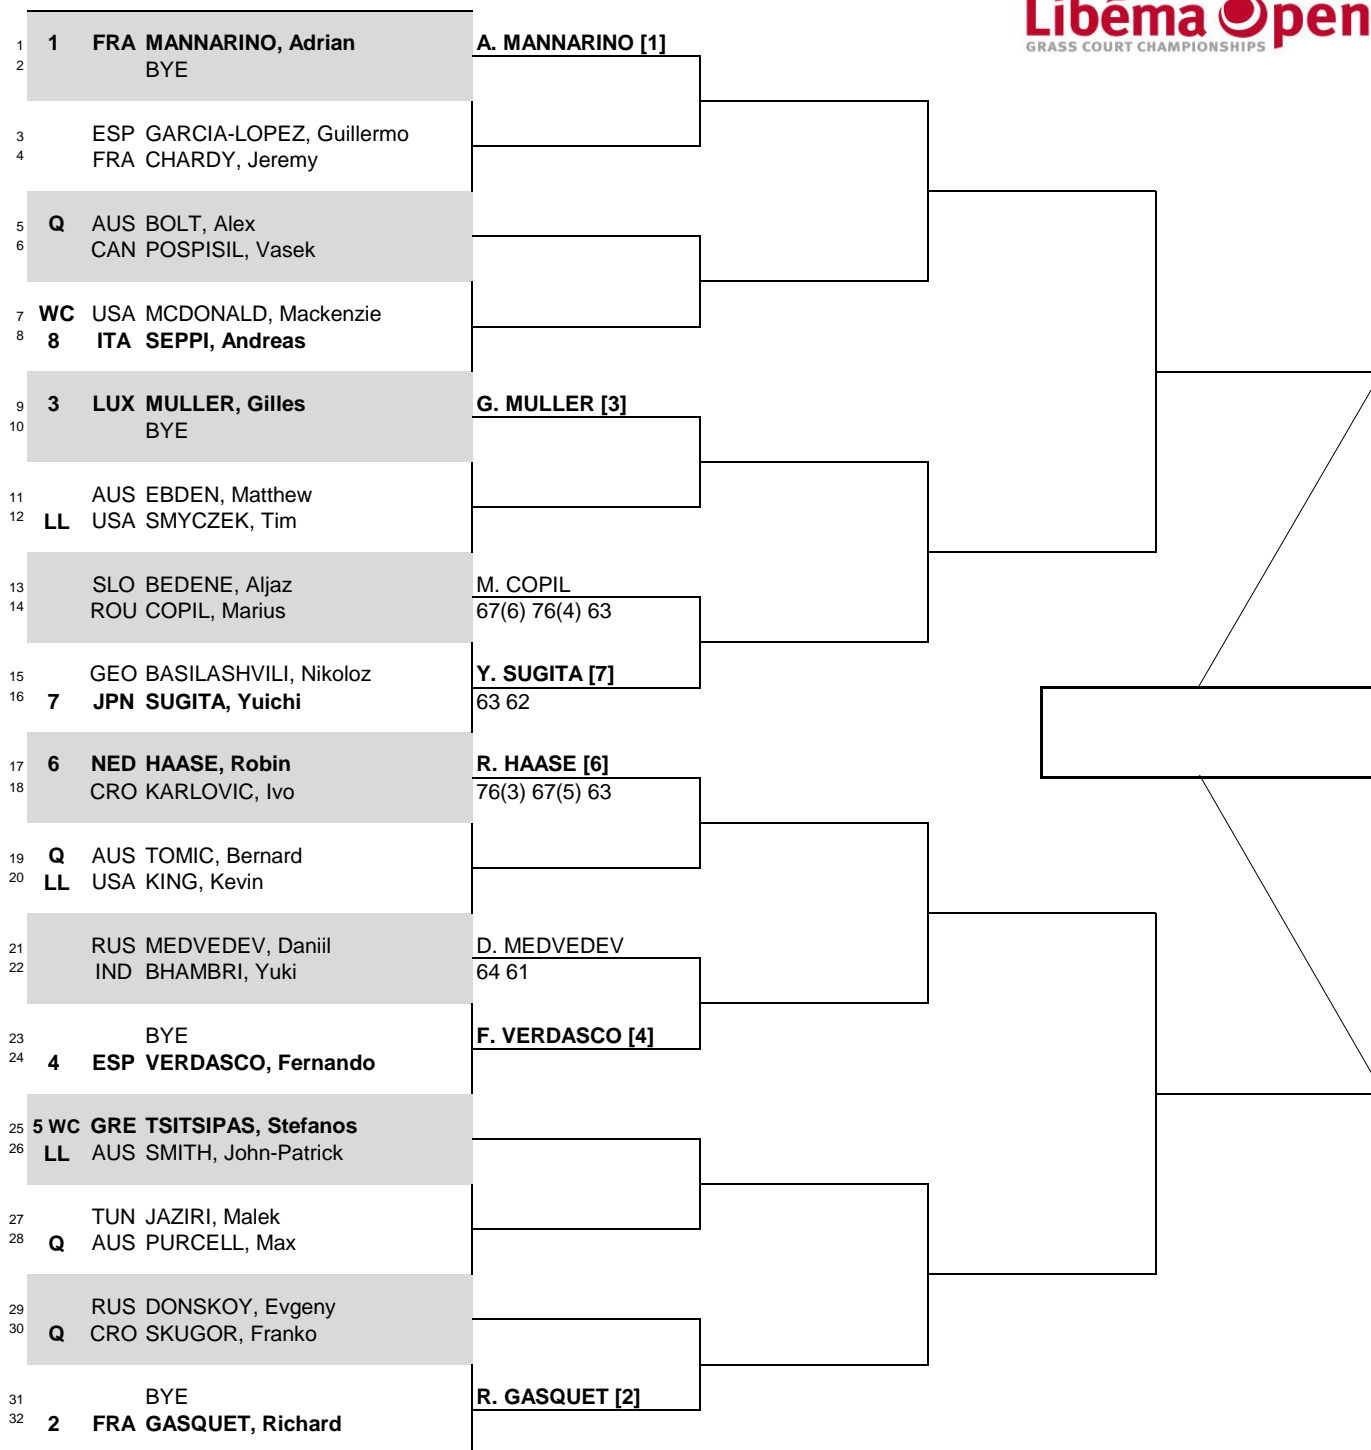 Libéma Open
GRASS COURT CHAMPIONSHIPS
1 1 FRA MANNARINO, Adrian A. MANNARINO [1]
2 BYE
3 ESP GARCIA-LOPEZ, Guillermo
4 FRA CHARDY, Jeremy
5 Q AUS BOLT, Alex
6 CAN POSPISIL, Vasek
7 WC USA MCDONALD, Mackenzie
8 8 ITA SEPPI, Andreas
9 3 LUX MULLER, Gilles G. MULLER [3]
10 BYE
11 AUS EBDEN, Matthew
12 LL USA SMYCZEK, Tim
13 SLO BEDENE, Aljaz M. COPIL
14 ROU COPIL, Marius 67(6) 76(4) 63
15 GEO BASILASHVILI, Nikoloz Y. SUGITA [7]
16 7 JPN SUGITA, Yuichi 63 62
17 6 NED HAASE, Robin R. HAASE [6]
18 CRO KARLOVIC, Ivo 76(3) 67(5) 63
19 Q AUS TOMIC, Bernard
20 LL USA KING, Kevin
21 RUS MEDVEDEV, Daniil D. MEDVEDEV
22 IND BHAMBRI, Yuki 64 61
23 BYE F. VERDASCO [4]
24 4 ESP VERDASCO, Fernando
25 5 WC GRE TSITSIPAS, Stefanos
26 LL AUS SMITH, John-Patrick
27 TUN JAZIRI, Malek
28 Q AUS PURCELL, Max
29 RUS DONSKOY, Evgeny
30 Q CRO SKUGOR, Franko
31 BYE R. GASQUET [2]
32 2 FRA GASQUET, Richard